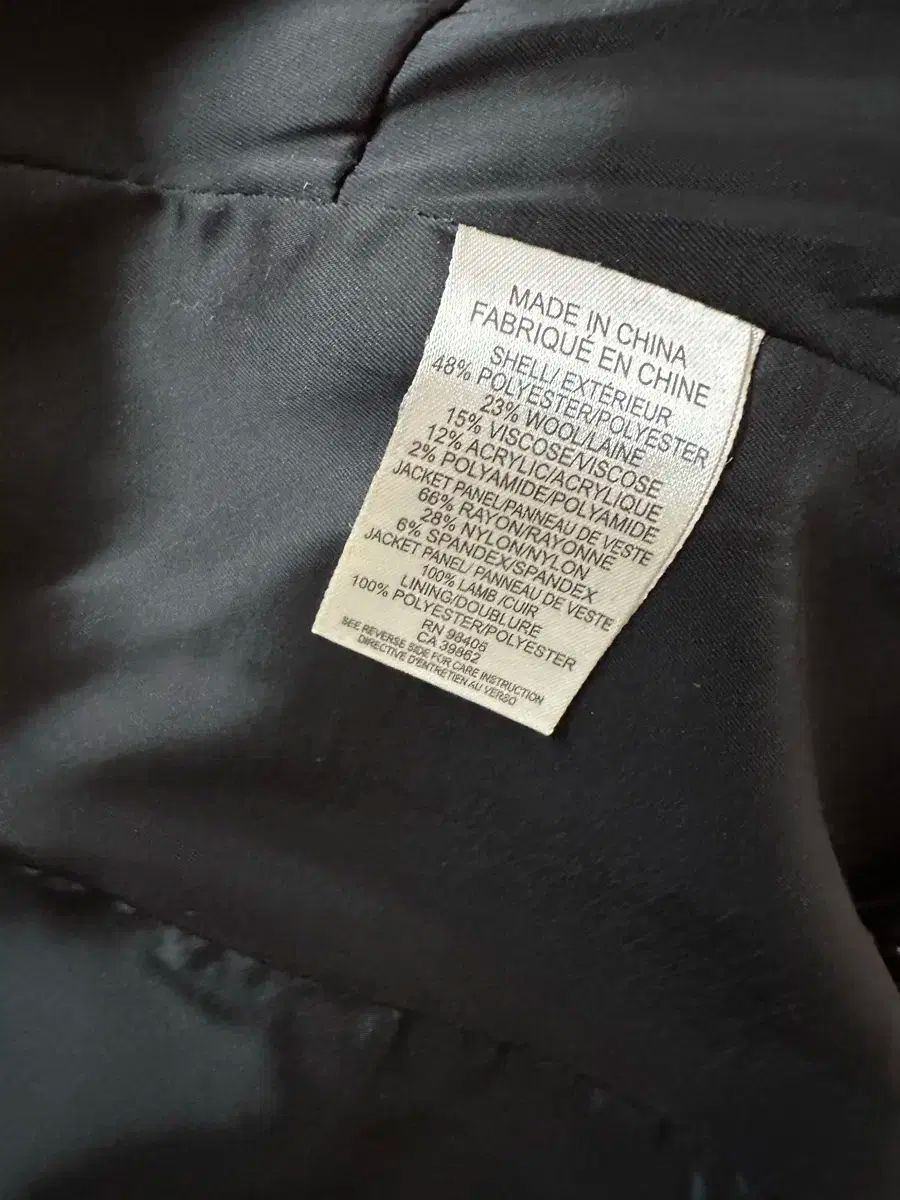 MADE IN CHINA
FABRIQUÉ EN CHINE
SHELL/EXTÉRIEUR
48% POLYESTER/POLYESTER
23% WOOL/LAINE
15% VISCOSE/VISCOSE
12% ACRYLIC/ACRYLIQUE
2% POLYAMIDE/POLYAMIDE
JACKET PANEL/PANNEAU DE VESTE
66% RAYON/RAYONNE
28% NYLON/NYLON
6% SPANDEX/SPANDEX
JACKET PANEL/ PANNEAU DE VESTE
100% LAMB /CUIR
LINING/DOUBLURE
100% POLYESTER/POLYESTER
RN 98406
CA 39862
SEE REVERSE SIDE FOR CARE INSTRUCTION
DIRECTIVE D'ENTRETIEN AU VERSO